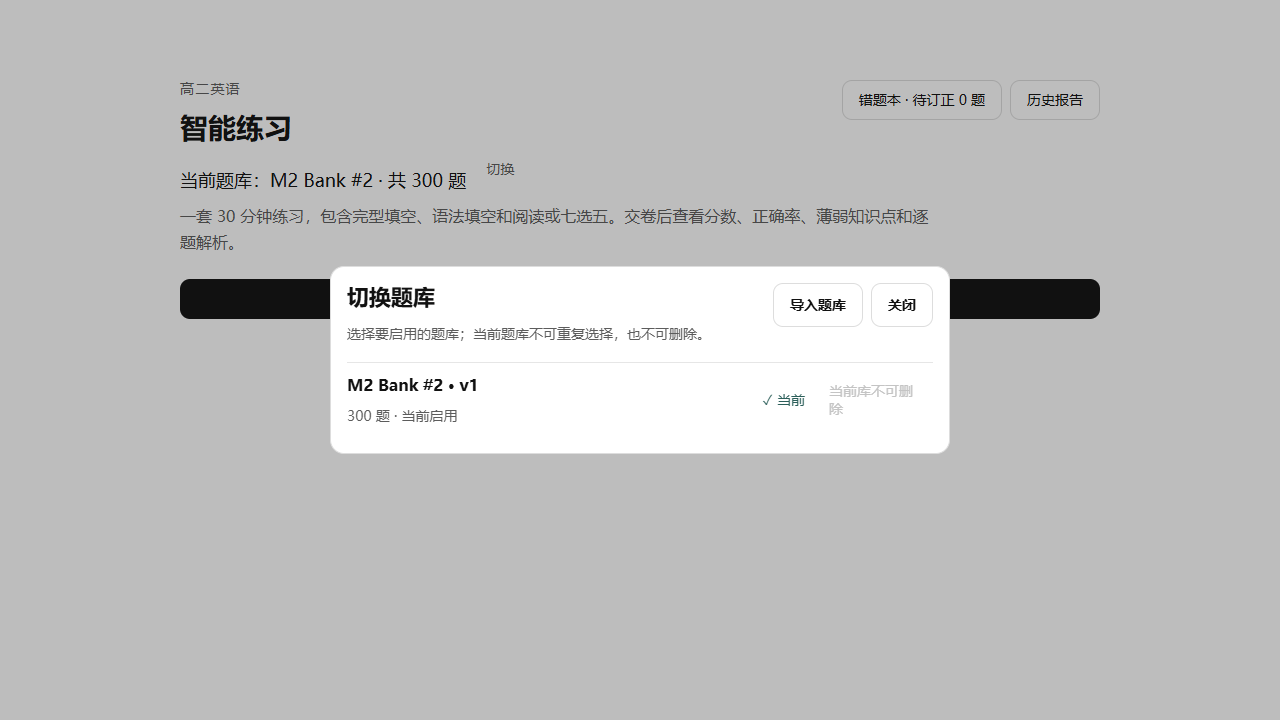 高二英语
错题本 · 待订正 0 题
历史报告
智能练习
当前题库：M2 Bank #2 · 共 300 题
切换
一套 30 分钟练习，包含完型填空、语法填空和阅读或七选五。交卷后查看分数、正确率、薄弱知识点和逐
题解析。
切换题库
导入题库
关闭
选择要启用的题库；当前题库不可重复选择，也不可删除。
M2 Bank #2 • v1
300 题 · 当前启用
✓ 当前
当前库不可删
除